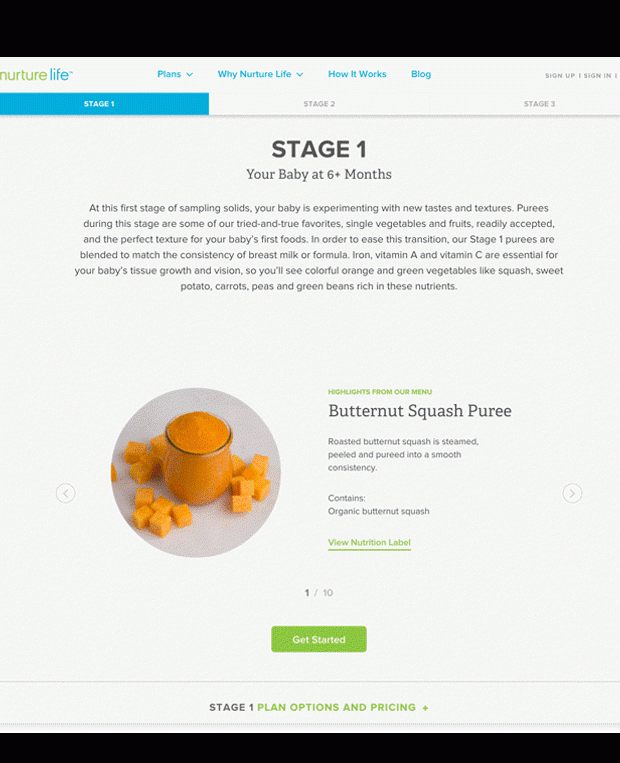 nurture life™
Plans Why Nurture Life How It Works Blog SIGN UP | SIGN IN |
STAGE 1 STAGE 2 STAGE 3
STAGE 1
Your Baby at 6+ Months
At this first stage of sampling solids, your baby is experimenting with new tastes and textures. Purees
during this stage are some of our tried-and-true favorites, single vegetables and fruits, readily accepted,
and the perfect texture for your baby's first foods. In order to ease this transition, our Stage 1 purees are
blended to match the consistency of breast milk or formula. Iron, vitamin A and vitamin C are essential for
your baby's tissue growth and vision, so you'll see colorful orange and green vegetables like squash, sweet
potato, carrots, peas and green beans rich in these nutrients.
HIGHLIGHTS FROM OUR MENU
Butternut Squash Puree
Roasted butternut squash is steamed,
peeled and pureed into a smooth
consistency.
Contains:
Organic butternut squash
View Nutrition Label
1 / 10
Get Started
STAGE 1 PLAN OPTIONS AND PRICING +